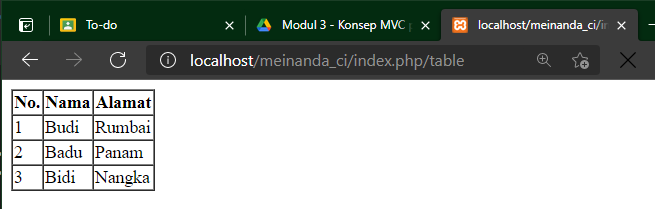 To-do
Modul 3 - Konsep MVC
localhost/meinanda_ci/
localhost/meinanda_ci/index.php/table
No. Nama Alamat
1 Budi Rumbai
2 Badu Panam
3 Bidi Nangka